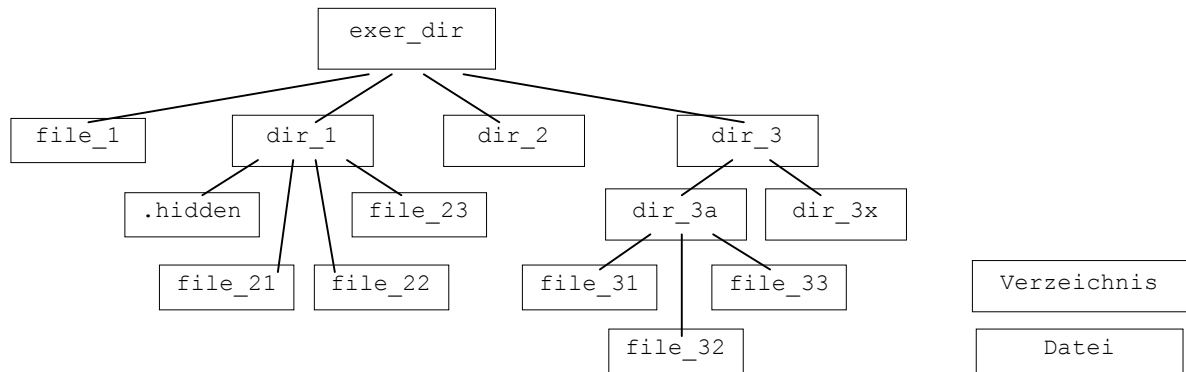 exer_dir
file_1
dir_1
dir_2
dir_3
.hidden
file_23
dir_3a
dir_3x
file_21
file_22
file_31
file_33
Verzeichnis
file_32
Datei